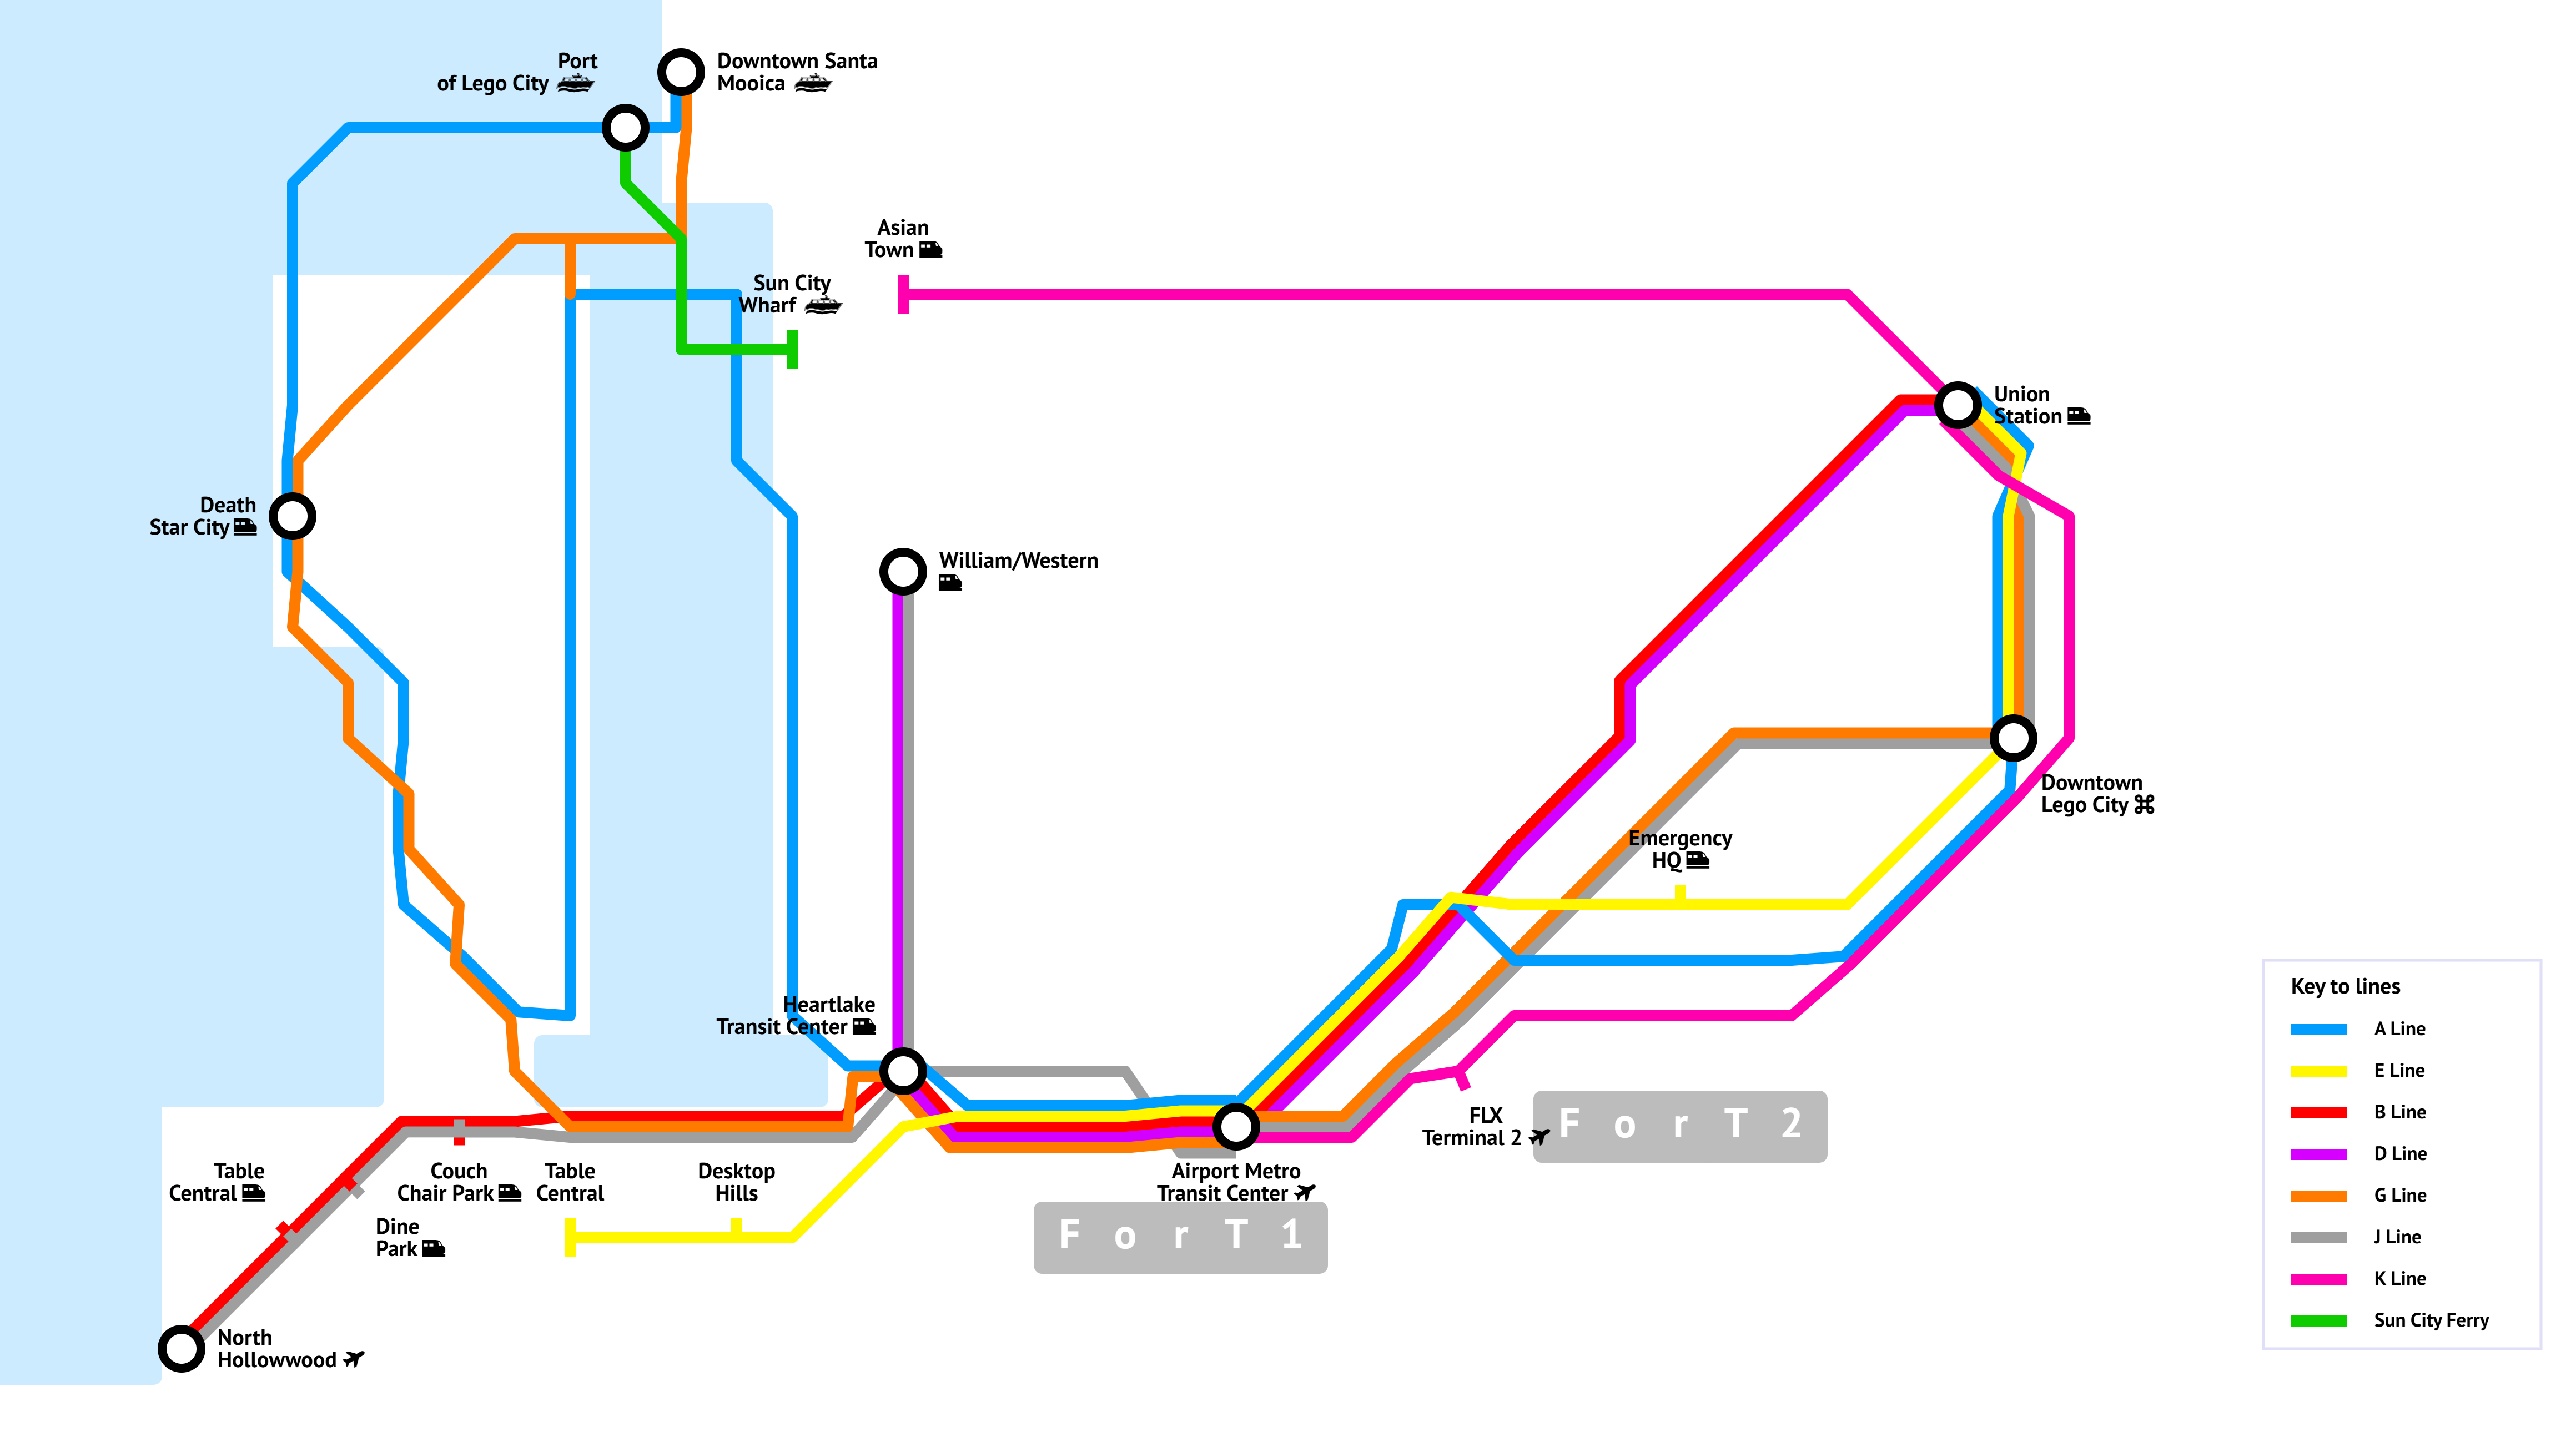 Port
of Lego City
Downtown Santa
Mooica
Asian
Town
Sun City
Wharf
Union
Station
Death
Star City
William/Western
Downtown
Lego City
Emergency
HQ
Heartlake
Transit Center
Key to lines
A Line
E Line
B Line
D Line
G Line
J Line
K Line
Sun City Ferry
FLX
Terminal 2
F o r T 2
Table
Central
Couch
Chair Park
Table
Central
Desktop
Hills
Airport Metro
Transit Center
Dine
Park
F o r T 1
North
Hollowwood